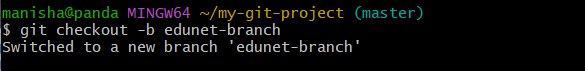 manisha@panda MINGW64 ~/my-git-project (master)
$ git checkout -b edunet-branch
Switched to a new branch 'edunet-branch'